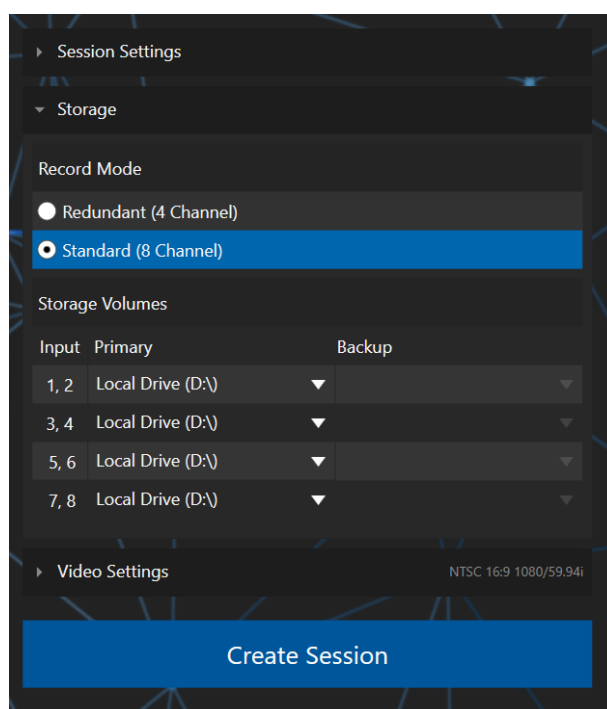 Session Settings
Storage
Record Mode
Redundant (4 Channel)
Standard (8 Channel)
Storage Volumes
Input Primary Backup
1, 2 Local Drive (D:\)
3, 4 Local Drive (D:\)
5, 6 Local Drive (D:\)
7, 8 Local Drive (D:\)
Video Settings NTSC 16:9 1080/59.94i
Create Session